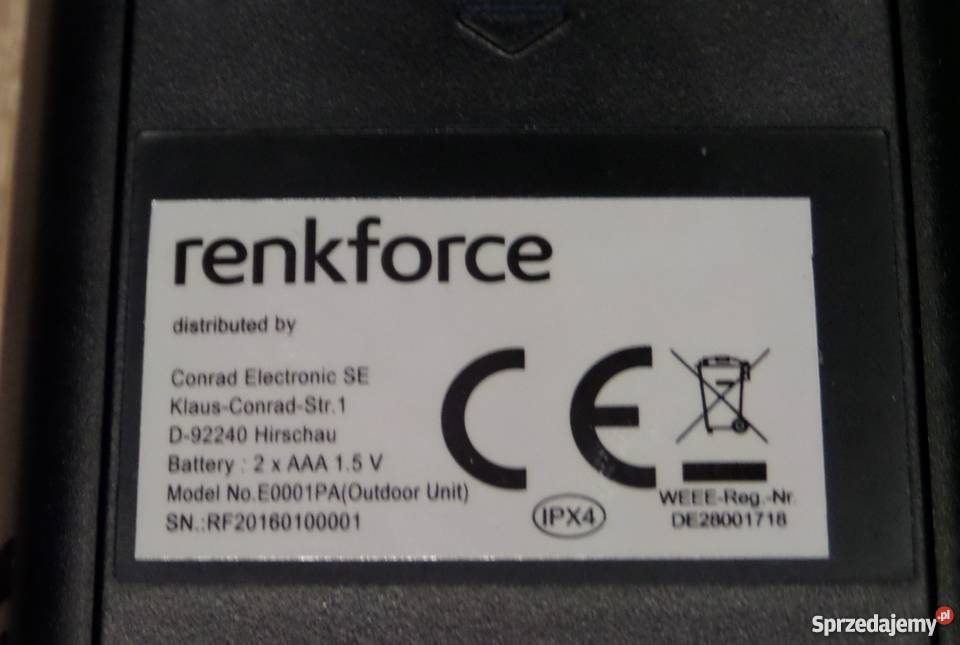 renkforce
distributed by
Conrad Electronic SE
Klaus-Conrad-Str.1
D-92240 Hirschau
Battery : 2 x AAA 1.5 V
Model No.E0001PA(Outdoor Unit)
SN.:RF20160100001
CE
IPX4
WEEE-Reg.-Nr.
DE28001718
Sprzedajemy.pl